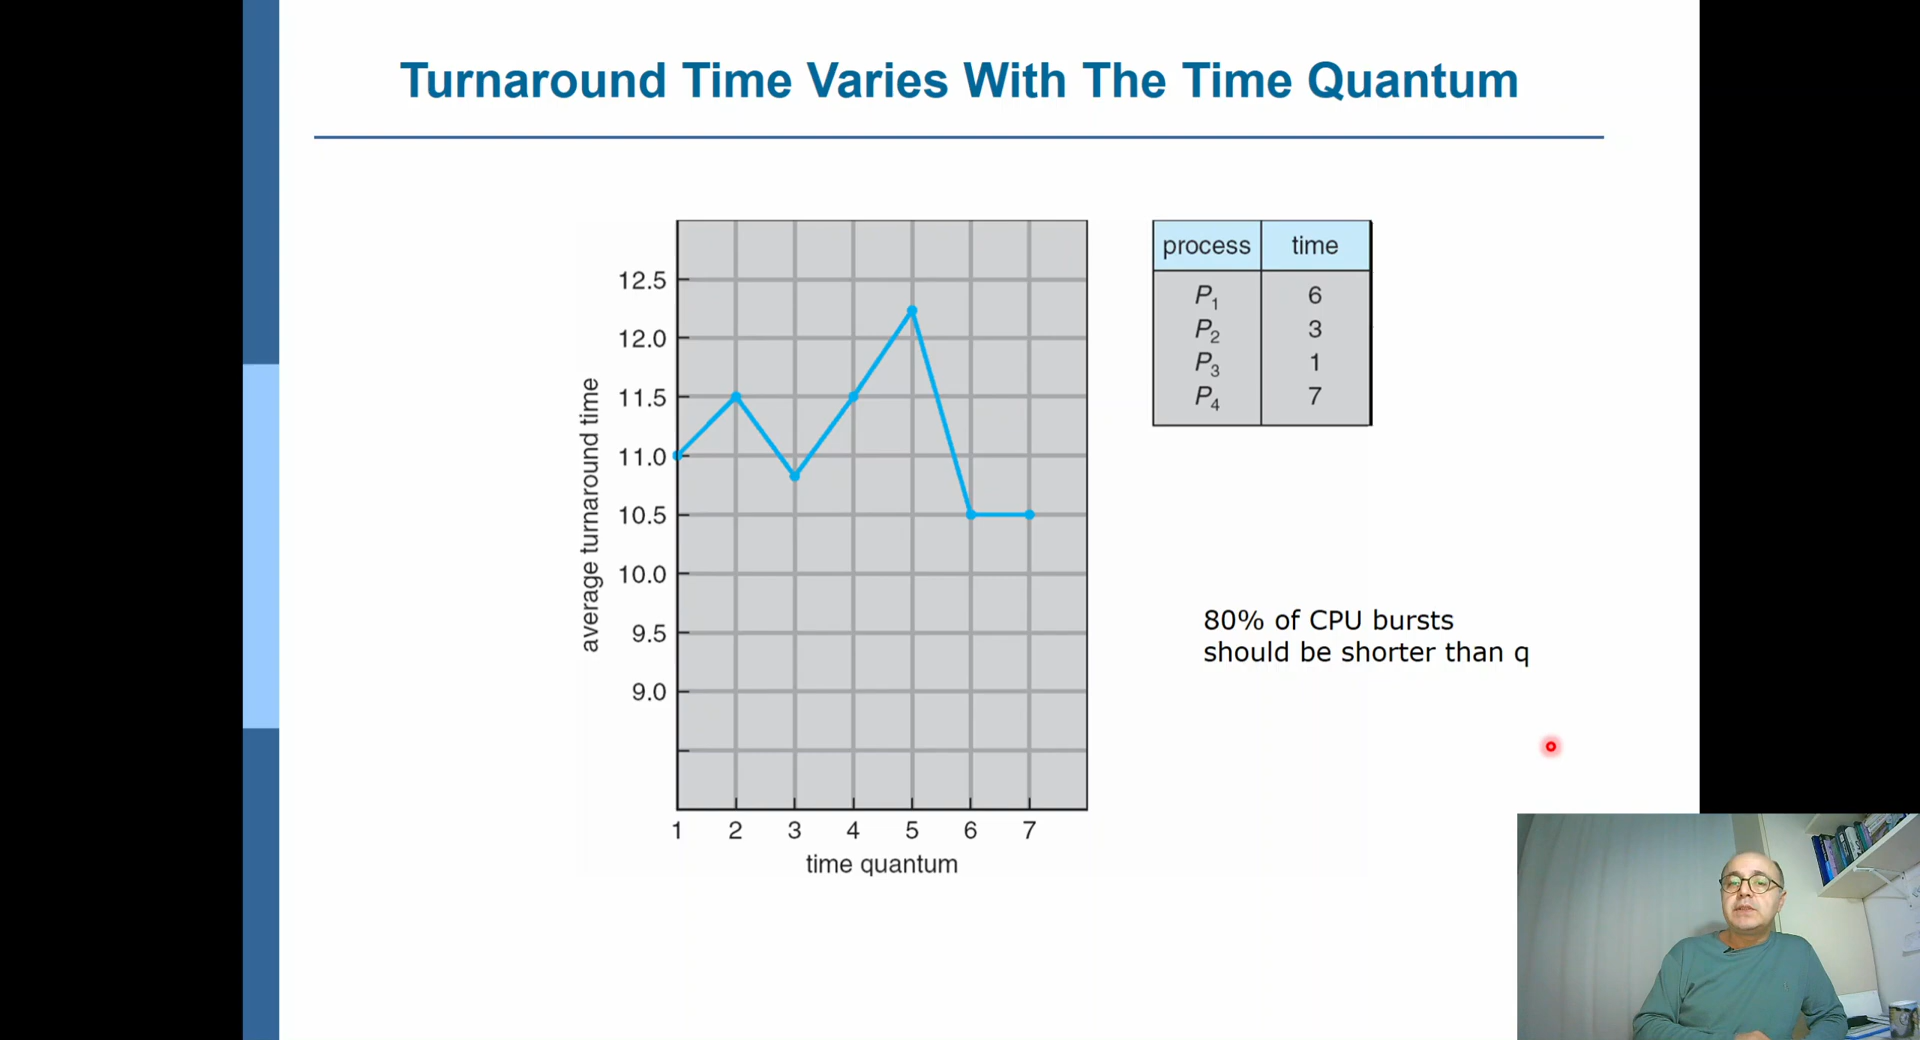 Turnaround Time Varies With The Time Quantum
average turnaround time
12.5
12.0
11.5
11.0
10.5
10.0
9.5
9.0
1 2 3 4 5 6 7
time quantum
process time
P1 6
P2 3
P3 1
P4 7
80% of CPU bursts
should be shorter than q